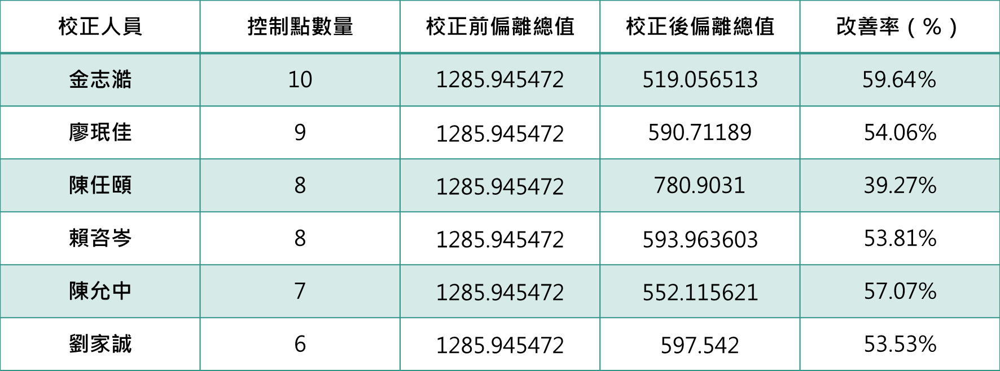 校正人員 控制點數量 校正前偏離總值 校正後偏離總值 改善率(%)
金志澔 10 1285.945472 519.056513 59.64%
廖珉佳 9 1285.945472 590.71189 54.06%
陳任頤 8 1285.945472 780.9031 39.27%
賴咨岑 8 1285.945472 593.963603 53.81%
陳允中 7 1285.945472 552.115621 57.07%
劉家誠 6 1285.945472 597.542 53.53%